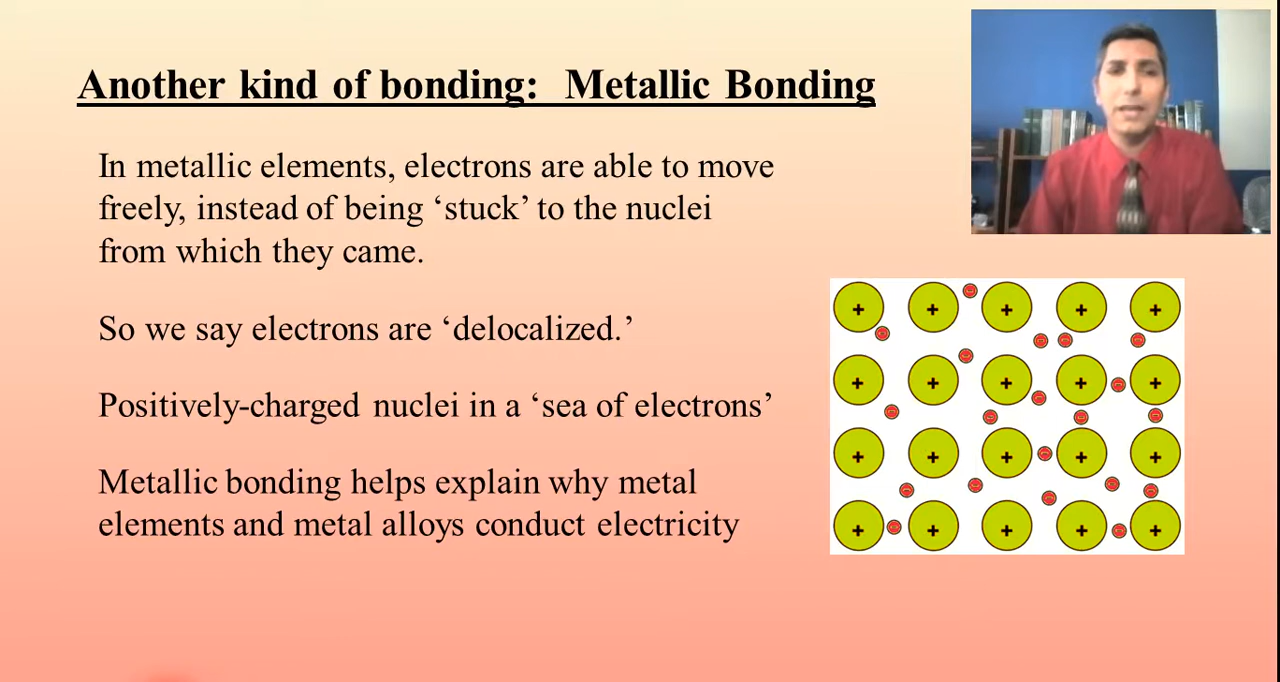 Another kind of bonding: Metallic Bonding
In metallic elements, electrons are able to move
freely, instead of being ‘stuck’ to the nuclei
from which they came.
So we say electrons are ‘delocalized.’
Positively-charged nuclei in a ‘sea of electrons’
Metallic bonding helps explain why metal
elements and metal alloys conduct electricity
+ + + + +
+ + + + +
+ + + + +
+ + + + +